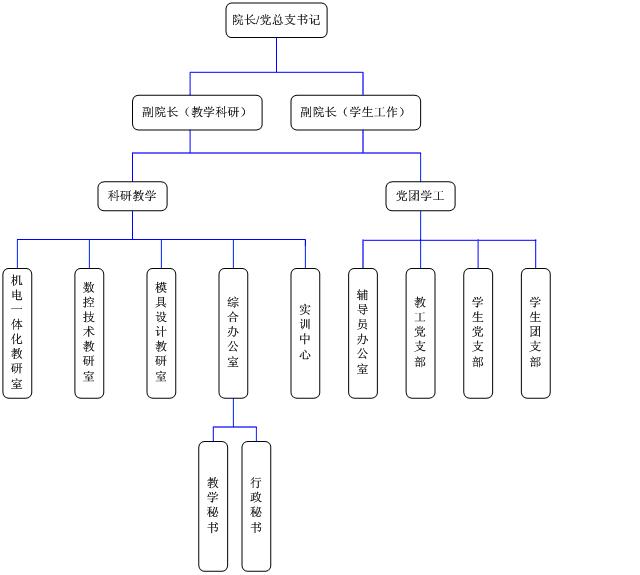 院长/党总支书记
副院长（教学科研）
副院长（学生工作）
科研教学
党团学工
机电一体化教研室
数控技术教研室
模具设计教研室
综合办公室
实训中心
辅导员办公室
教工党支部
学生党支部
学生团支部
教学秘书
行政秘书